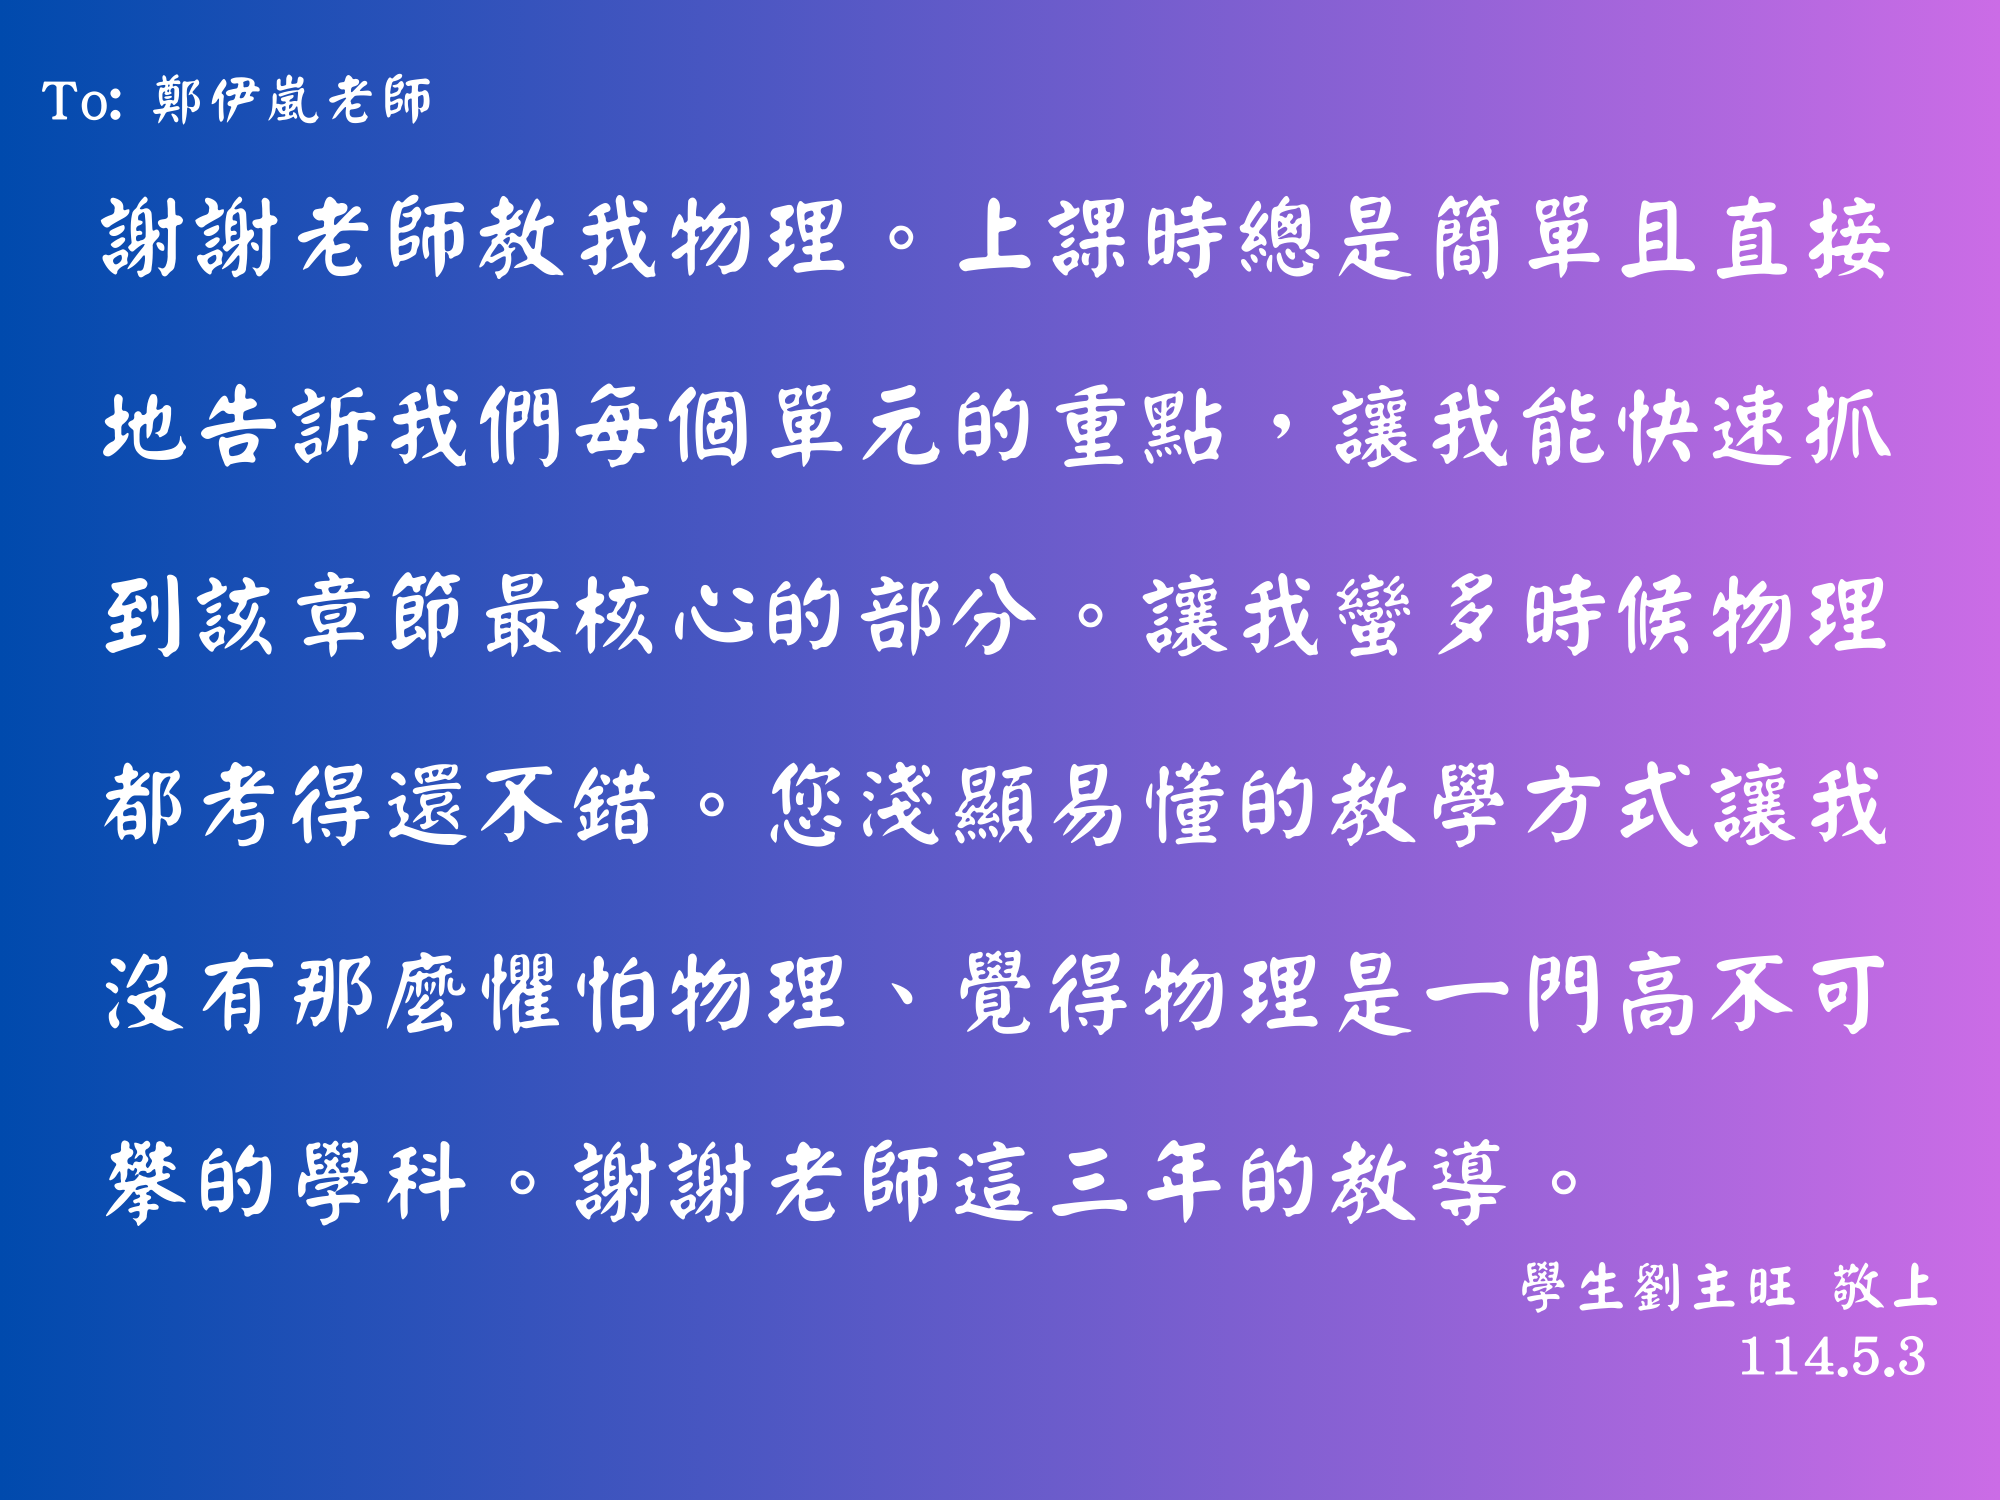 To: 鄭伊嵐老師
謝謝老師教我物理。上課時總是簡單且直接
地告訴我們每個單元的重點，讓我能快速抓
到該章節最核心的部分。讓我蠻多時候物理
都考得還不錯。您淺顯易懂的教學方式讓我
沒有那麼懼怕物理、覺得物理是一門高不可
攀的學科。謝謝老師這三年的教導。
學生劉主旺 敬上
114.5.3